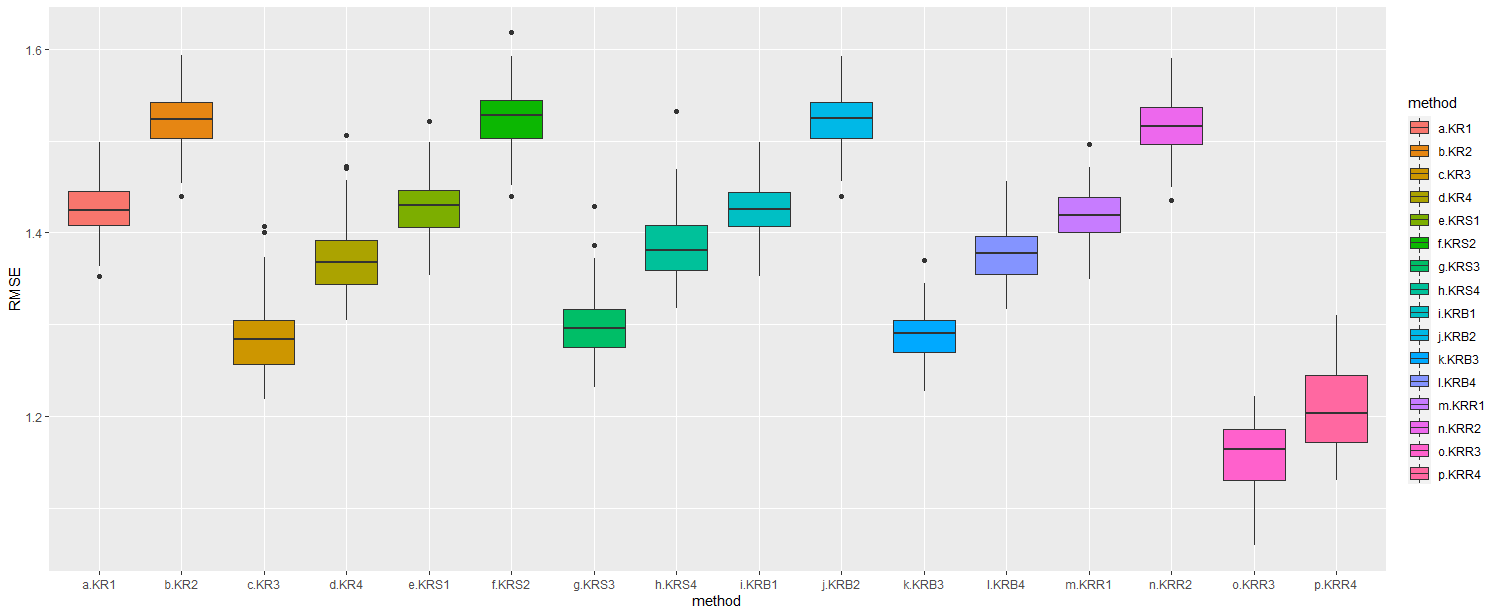 RMSE
1.6
1.4
1.2
a.KR1
b.KR2
c.KR3
d.KR4
e.KRS1
f.KRS2
g.KRS3
h.KRS4
i.KRB1
j.KRB2
k.KRB3
l.KRB4
m.KRR1
n.KRR2
o.KRR3
p.KRR4
method
method
a.KR1
b.KR2
c.KR3
d.KR4
e.KRS1
f.KRS2
g.KRS3
h.KRS4
i.KRB1
j.KRB2
k.KRB3
l.KRB4
m.KRR1
n.KRR2
o.KRR3
p.KRR4